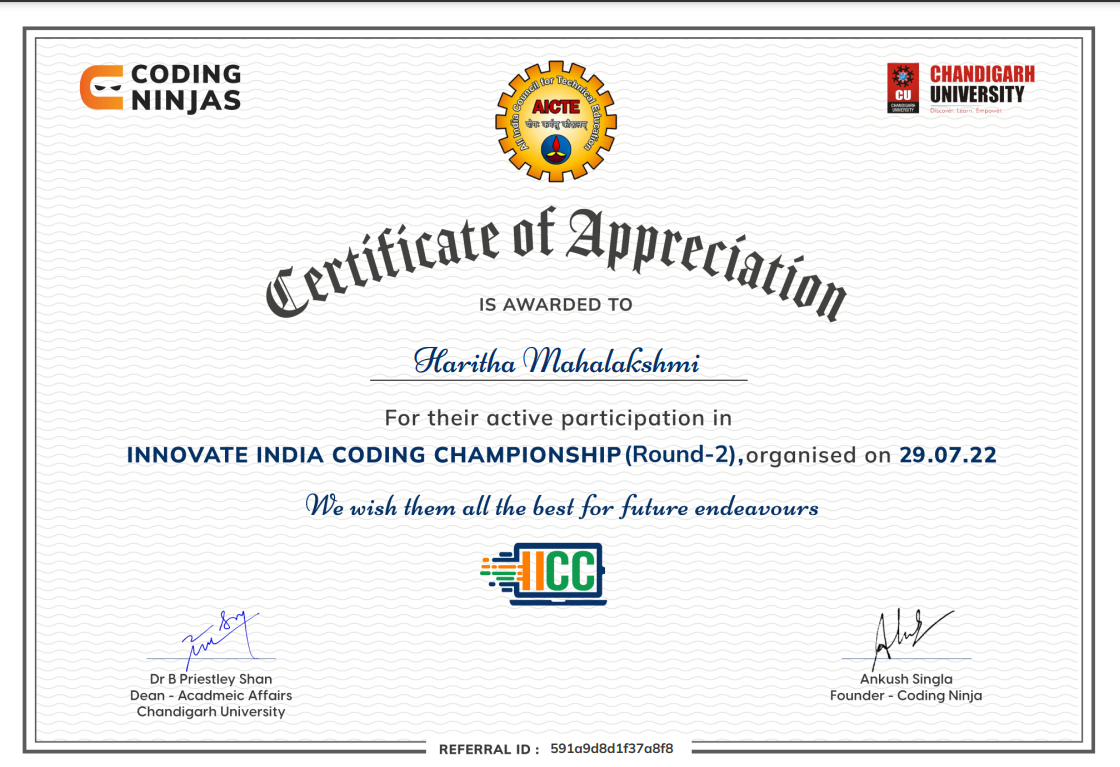 CODING
NINJAS
All India Council for Technical Education
AICTE
योगः कर्मसु कौशलम्
CU
CHANDIGARH
UNIVERSITY
CHANDIGARH
UNIVERSITY
Discover. Learn. Empower.
Certificate of Appreciation
IS AWARDED TO
Haritha Mahalakshmi
For their active participation in
INNOVATE INDIA CODING CHAMPIONSHIP (Round-2), organised on 29.07.22
We wish them all the best for future endeavours
IICC
Dr B Priestley Shan
Dean - Acadmeic Affairs
Chandigarh University
Ankush Singla
Founder - Coding Ninja
REFERRAL ID : 591a9d8d1f37a8f8